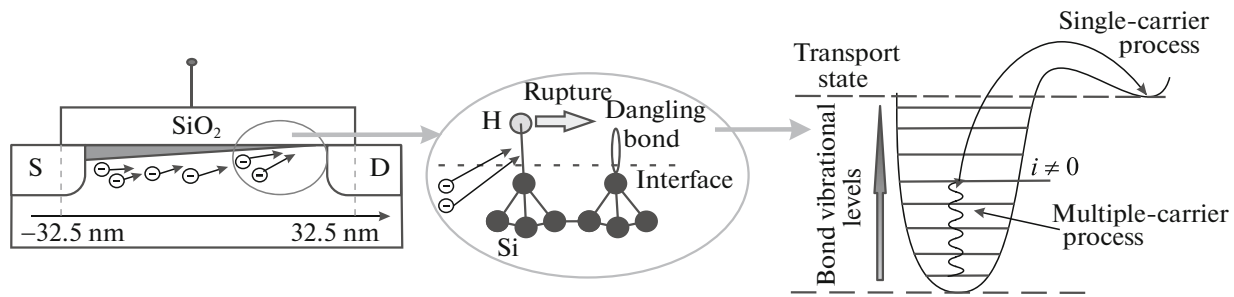 SiO₂
S
D
−32.5 nm
32.5 nm
H
Rupture
Dangling
bond
Interface
Si
Transport
state
Single-carrier
process
Bond vibrational
levels
i ≠ 0
Multiple-carrier
process